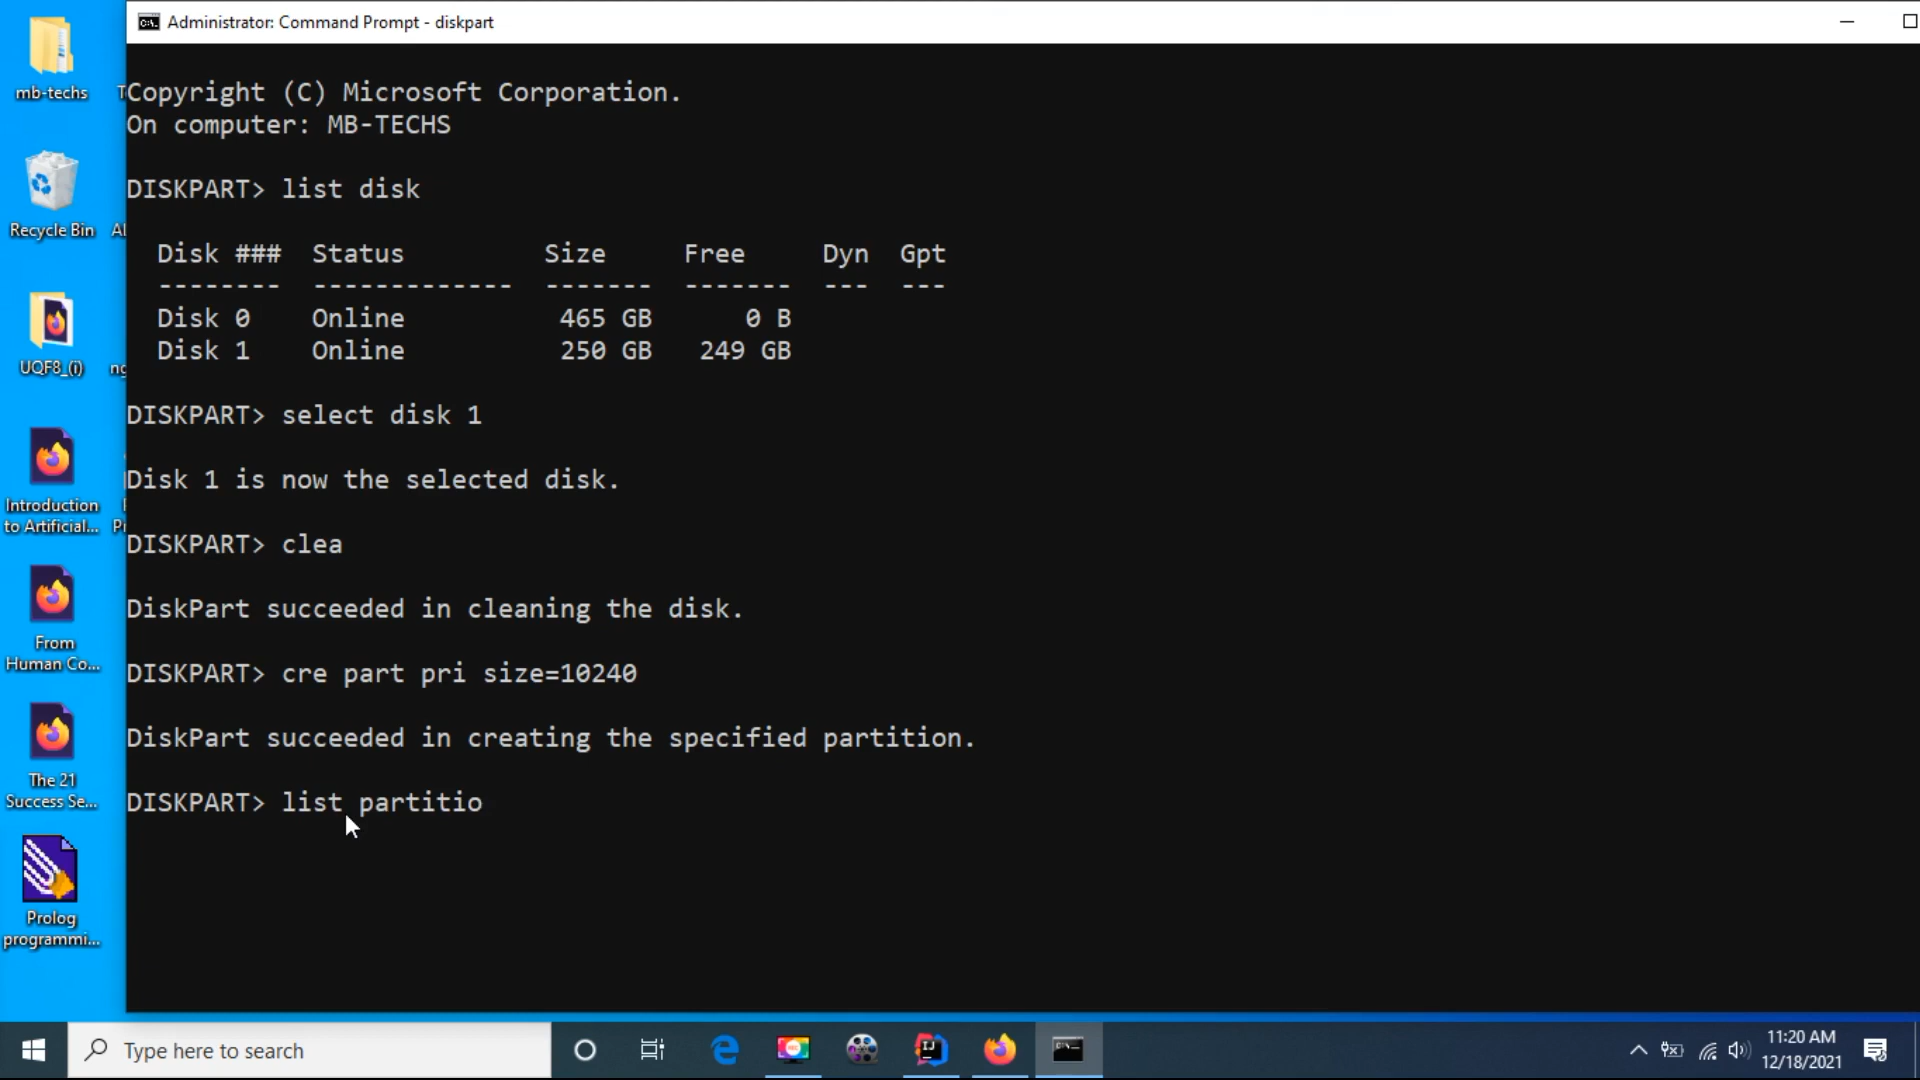 Administrator: Command Prompt - diskpart
Copyright (C) Microsoft Corporation.
On computer: MB-TECHS
DISKPART> list disk
Disk ### Status Size Free Dyn Gpt
-------- ------------- ------- ------- --- ---
Disk 0 Online 465 GB 0 B
Disk 1 Online 250 GB 249 GB
DISKPART> select disk 1
Disk 1 is now the selected disk.
DISKPART> clea
DiskPart succeeded in cleaning the disk.
DISKPART> cre part pri size=10240
DiskPart succeeded in creating the specified partition.
DISKPART> list partitio
mb-techs
Recycle Bin
UQF8_(i)
Introduction
to Artificial...
From
Human Co...
The 21
Success Se...
Prolog
programmi...
Type here to search
11:20 AM
12/18/2021